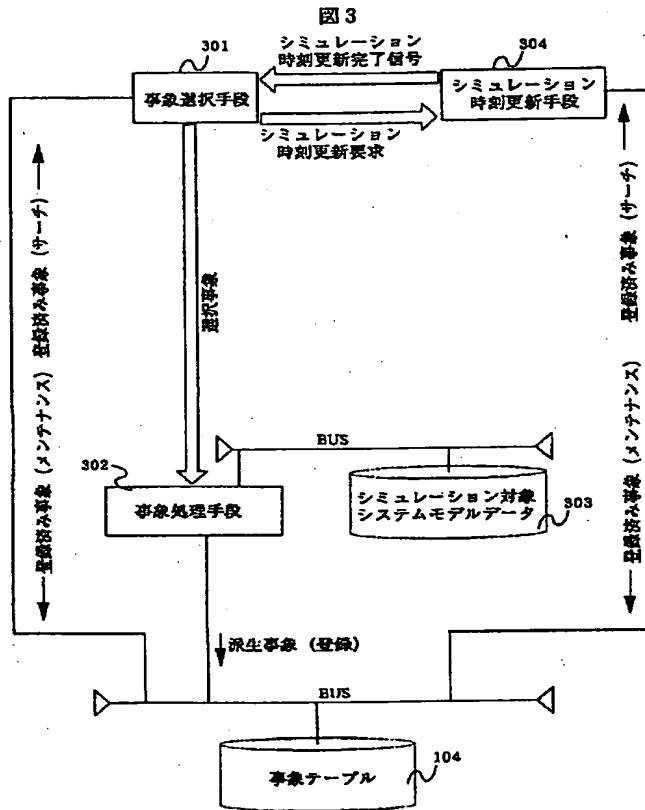 図3
301
シミュレーション
時刻更新完了信号
304
事象選択手段
シミュレーション
時刻更新手段
シミュレーション
時刻更新要求
登録済み事象 (サーチ)
登録済み事象 (メンテナンス)
選択事象
登録済み事象 (サーチ)
登録済み事象 (メンテナンス)
BUS
302
事象処理手段
シミュレーション対象
システムモデルデータ
303
派生事象 (登録)
BUS
事象テーブル
104